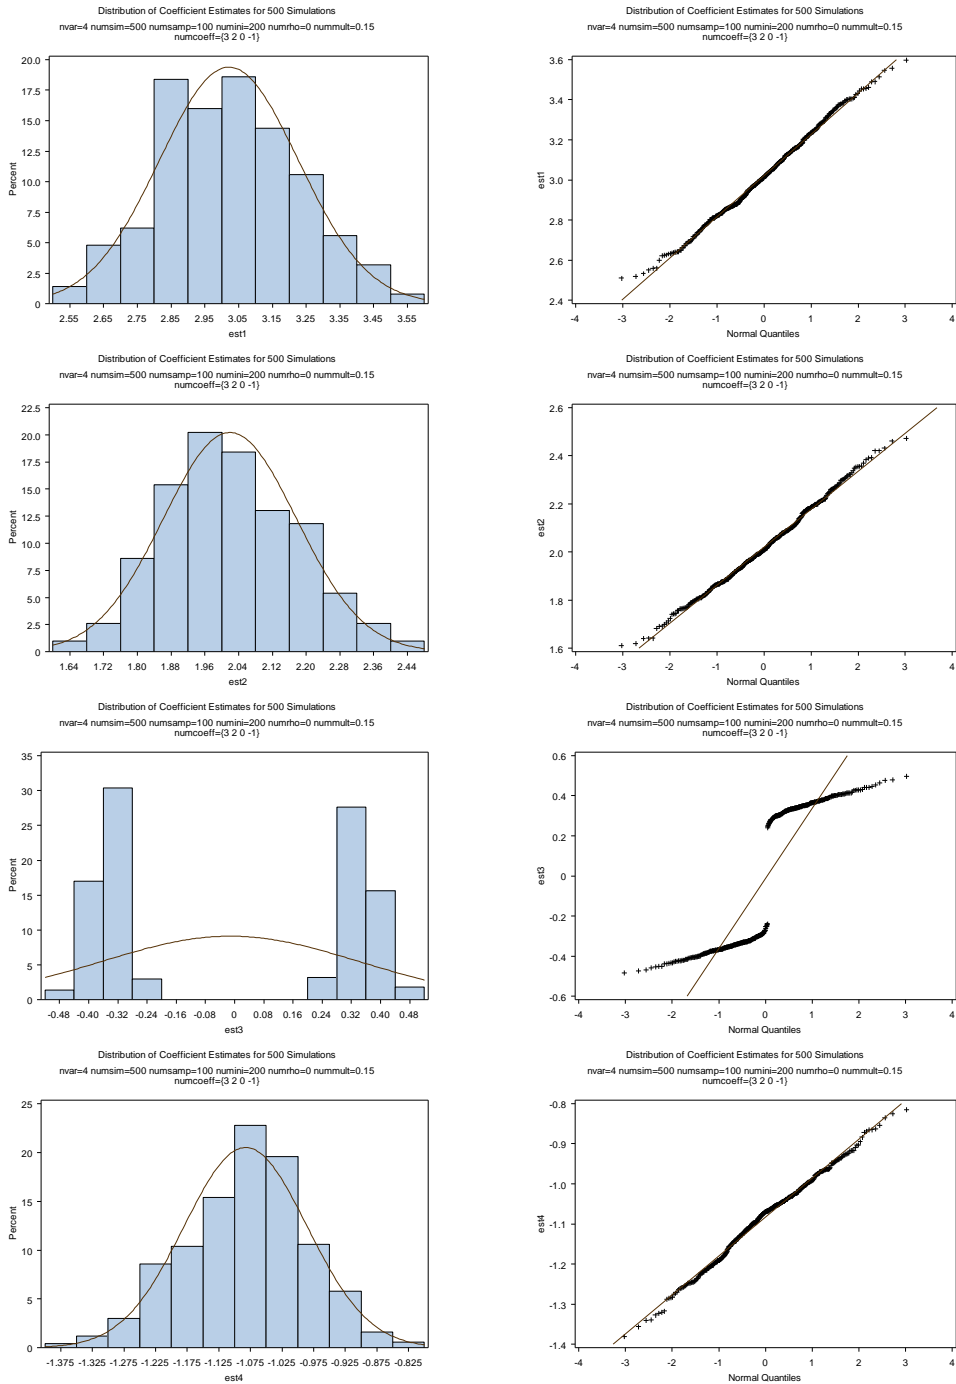 Distribution of Coefficient Estimates for 500 Simulations
nvar=4 numsim=500 numsamp=100 numini=200 numrho=0 nummult=0.15
numcoeff={3 2 0 -1}
20.0
17.5
15.0
12.5
10.0
7.5
5.0
2.5
0
Percent
2.55 2.65 2.75 2.85 2.95 3.05 3.15 3.25 3.35 3.45 3.55
est1
Distribution of Coefficient Estimates for 500 Simulations
nvar=4 numsim=500 numsamp=100 numini=200 numrho=0 nummult=0.15
numcoeff={3 2 0 -1}
3.6
3.4
3.2
3.0
2.8
2.6
2.4
est1
-4 -3 -2 -1 0 1 2 3 4
Normal Quantiles
Distribution of Coefficient Estimates for 500 Simulations
nvar=4 numsim=500 numsamp=100 numini=200 numrho=0 nummult=0.15
numcoeff={3 2 0 -1}
22.5
20.0
17.5
15.0
12.5
10.0
7.5
5.0
2.5
0
Percent
1.64 1.72 1.80 1.88 1.96 2.04 2.12 2.20 2.28 2.36 2.44
est2
Distribution of Coefficient Estimates for 500 Simulations
nvar=4 numsim=500 numsamp=100 numini=200 numrho=0 nummult=0.15
numcoeff={3 2 0 -1}
2.6
2.4
2.2
2.0
1.8
1.6
est2
-4 -3 -2 -1 0 1 2 3 4
Normal Quantiles
Distribution of Coefficient Estimates for 500 Simulations
nvar=4 numsim=500 numsamp=100 numini=200 numrho=0 nummult=0.15
numcoeff={3 2 0 -1}
35
30
25
20
15
10
5
0
Percent
-0.48 -0.40 -0.32 -0.24 -0.16 -0.08 0 0.08 0.16 0.24 0.32 0.40 0.48
est3
Distribution of Coefficient Estimates for 500 Simulations
nvar=4 numsim=500 numsamp=100 numini=200 numrho=0 nummult=0.15
numcoeff={3 2 0 -1}
0.6
0.4
0.2
0
-0.2
-0.4
-0.6
est3
-4 -3 -2 -1 0 1 2 3 4
Normal Quantiles
Distribution of Coefficient Estimates for 500 Simulations
nvar=4 numsim=500 numsamp=100 numini=200 numrho=0 nummult=0.15
numcoeff={3 2 0 -1}
25
20
15
10
5
0
Percent
-1.375 -1.325 -1.275 -1.225 -1.175 -1.125 -1.075 -1.025 -0.975 -0.925 -0.875 -0.825
est4
Distribution of Coefficient Estimates for 500 Simulations
nvar=4 numsim=500 numsamp=100 numini=200 numrho=0 nummult=0.15
numcoeff={3 2 0 -1}
-0.8
-0.9
-1.0
-1.1
-1.2
-1.3
-1.4
est4
-4 -3 -2 -1 0 1 2 3 4
Normal Quantiles